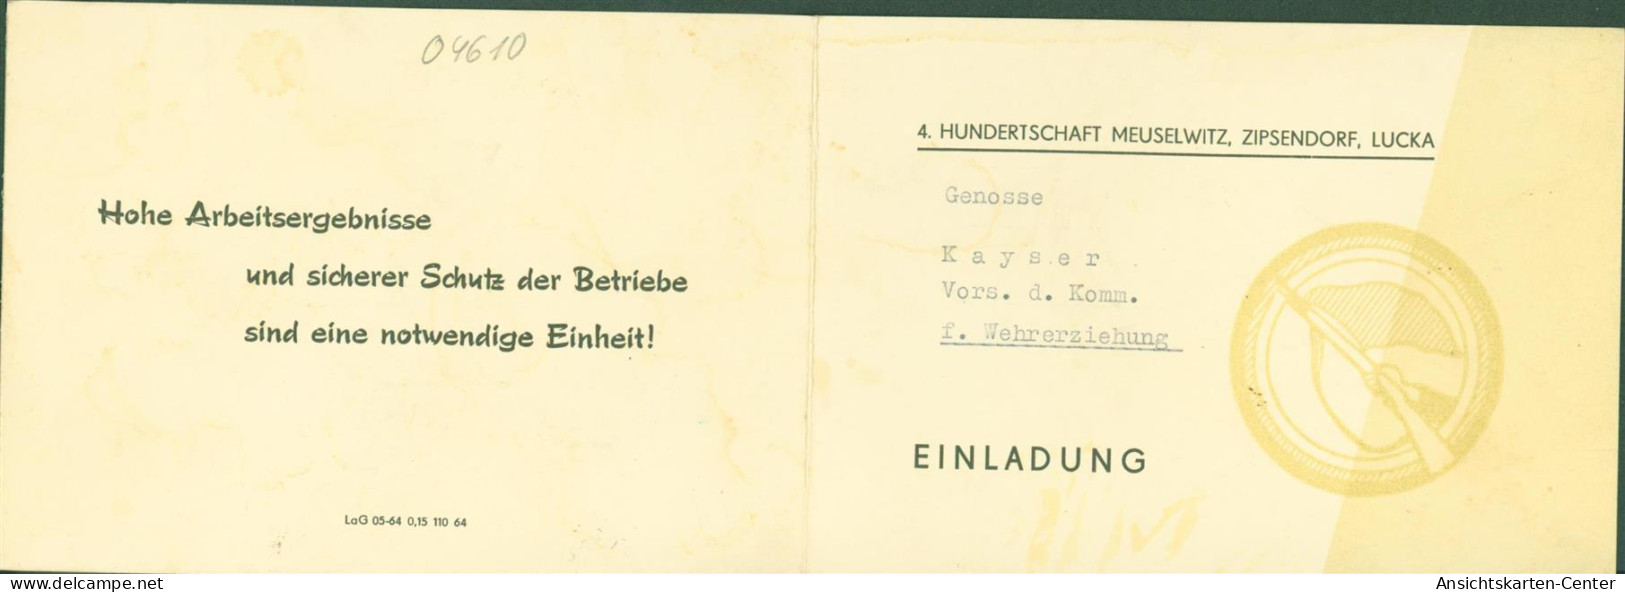 04610
Hohe Arbeitsergebnisse
und sicherer Schutz der Betriebe
sind eine notwendige Einheit!
LaG 05-64 0,15 110 64
4. HUNDERTSCHAFT MEUSELWITZ, ZIPSENDORF, LUCKA
Genosse
Kayser
Vors. d. Komm.
f. Wehrerziehung
EINLADUNG
www.delcampe.net
Ansichtskarten-Center